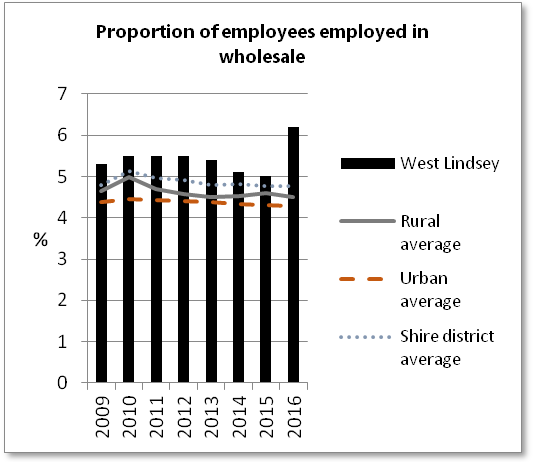 Proportion of employees employed in
wholesale
7
6
5
4
3
2
1
0
%
2009
2010
2011
2012
2013
2014
2015
2016
West Lindsey
Rural
average
Urban
average
Shire district
average